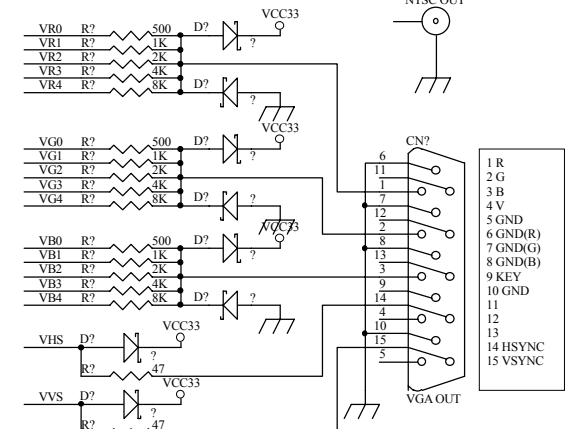 NTSC OUT
VCC33
VR0 R? 500 D? ?
VR1 R? 1K
VR2 R? 2K
VR3 R? 4K
VR4 R? 8K D? ?
VCC33
VG0 R? 500 D? ?
VG1 R? 1K
VG2 R? 2K
VG3 R? 4K
VG4 R? 8K D? ?
VCC33
VB0 R? 500 D? ?
VB1 R? 1K
VB2 R? 2K
VB3 R? 4K
VB4 R? 8K D? ?
VCC33
VHS D? ?
R? 47
VCC33
VVS D? ?
R? 47
CN?
6
11
1
7
12
2
8
13
3
9
14
4
10
15
5
VGA OUT
1 R
2 G
3 B
4 V
5 GND
6 GND(R)
7 GND(G)
8 GND(B)
9 KEY
10 GND
11
12
13
14 HSYNC
15 VSYNC